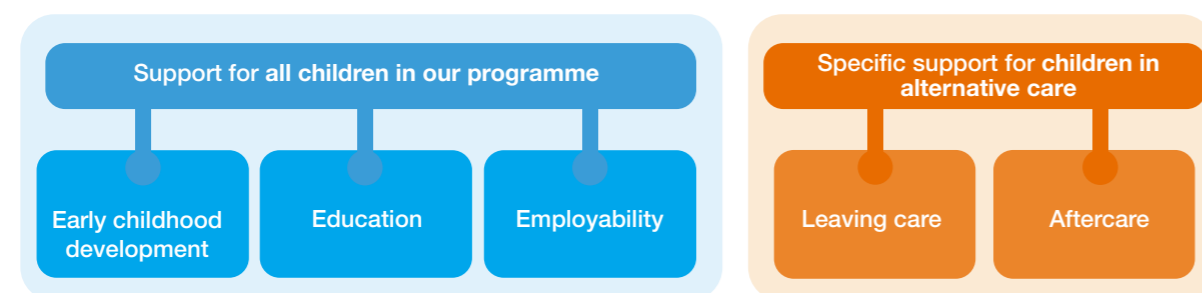 Support for all children in our programme
Early childhood
development
Education
Employability
Specific support for children in
alternative care
Leaving care
Aftercare